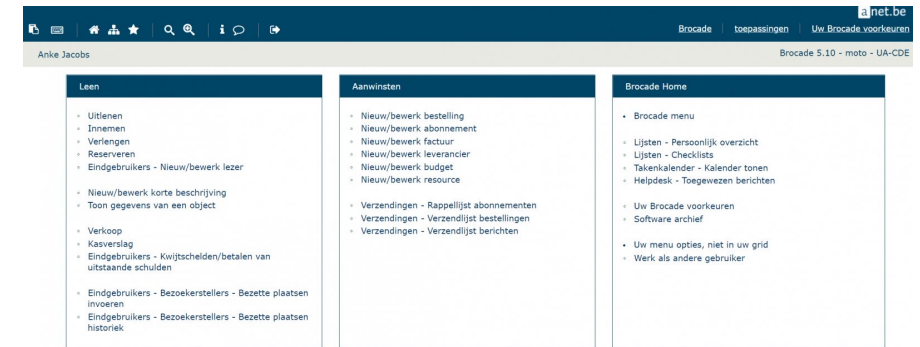 anet.be
Brocade toepassingen Uw Brocade voorkeuren
Anke Jacobs
Brocade 5.10 - moto - UA-CDE
Leen
Uitlenen
Innemen
Verlengen
Reserveren
Eindgebruikers - Nieuw/bewerk lezer
Nieuw/bewerk korte beschrijving
Toon gegevens van een object
Verkoop
Kasverslag
Eindgebruikers - Kwijtschelden/betalen van
uitstaande schulden
Eindgebruikers - Bezoekerstellers - Bezette plaatsen
invoeren
Eindgebruikers - Bezoekerstellers - Bezette plaatsen
historiek
Aanwinsten
Nieuw/bewerk bestelling
Nieuw/bewerk abonnement
Nieuw/bewerk factuur
Nieuw/bewerk leverancier
Nieuw/bewerk budget
Nieuw/bewerk resource
Verzendingen - Rappellijst abonnementen
Verzendingen - Verzendlijst bestellingen
Verzendingen - Verzendlijst berichten
Brocade Home
Brocade menu
Lijsten - Persoonlijk overzicht
Lijsten - Checklists
Takenkalender - Kalender tonen
Helpdesk - Toegewezen berichten
Uw Brocade voorkeuren
Software archief
Uw menu opties, niet in uw grid
Werk als andere gebruiker